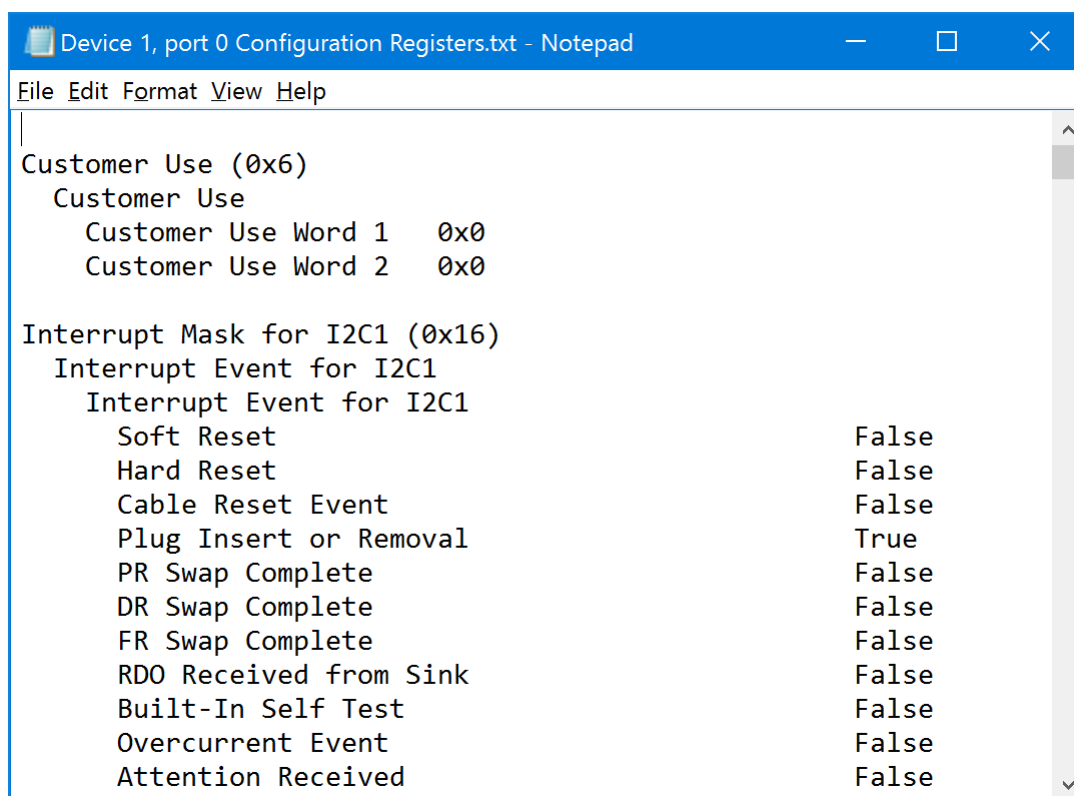 Device 1, port 0 Configuration Registers.txt - Notepad
File Edit Format View Help
Customer Use (0x6)
Customer Use
Customer Use Word 1 0x0
Customer Use Word 2 0x0
Interrupt Mask for I2C1 (0x16)
Interrupt Event for I2C1
Interrupt Event for I2C1
Soft Reset False
Hard Reset False
Cable Reset Event False
Plug Insert or Removal True
PR Swap Complete False
DR Swap Complete False
FR Swap Complete False
RDO Received from Sink False
Built-In Self Test False
Overcurrent Event False
Attention Received False